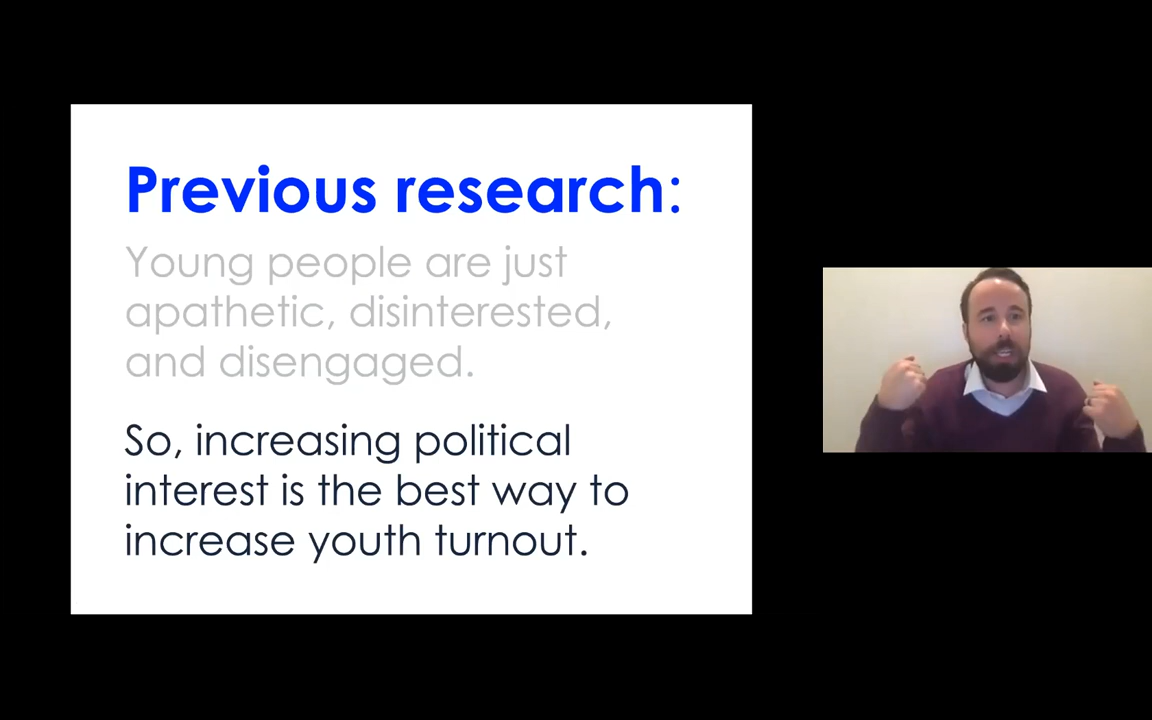 Previous research:
Young people are just
apathetic, disinterested,
and disengaged.
So, increasing political
interest is the best way to
increase youth turnout.